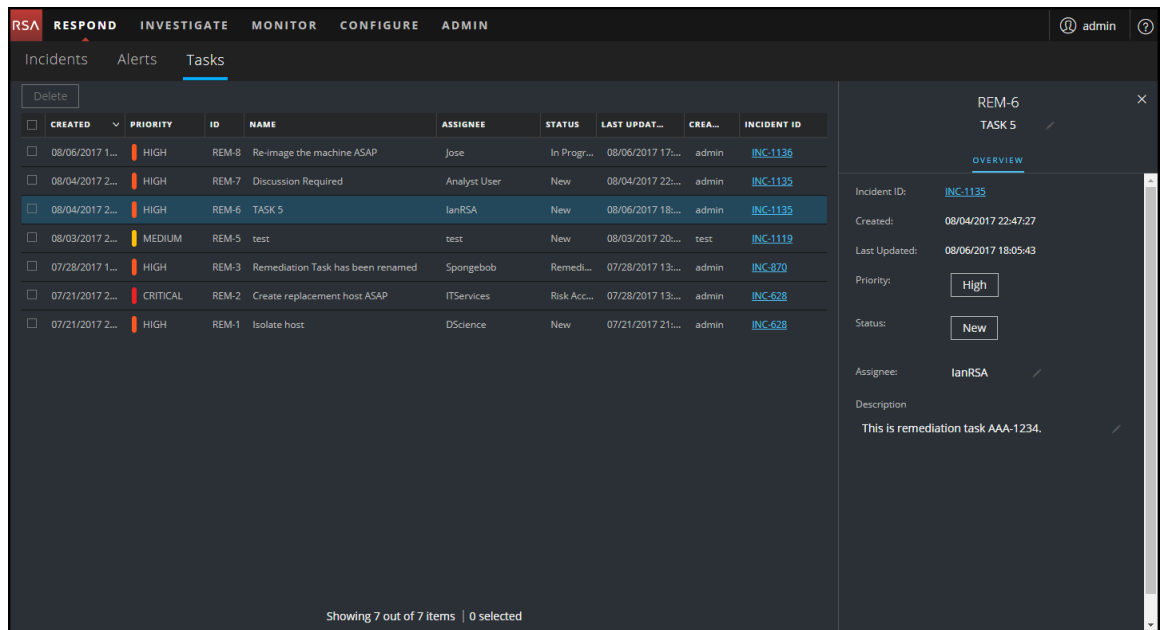 RSA RESPOND INVESTIGATE MONITOR CONFIGURE ADMIN admin ?
Incidents Alerts Tasks
Delete
CREATED PRIORITY ID NAME ASSIGNEE STATUS LAST UPDAT... CREA... INCIDENT ID
08/06/2017 1... HIGH REM-8 Re-image the machine ASAP Jose In Progr... 08/06/2017 17:... admin INC-1136
08/04/2017 2... HIGH REM-7 Discussion Required Analyst User New 08/04/2017 22:... admin INC-1135
08/04/2017 2... HIGH REM-6 TASK 5 IanRSA New 08/06/2017 18:... admin INC-1135
08/03/2017 2... MEDIUM REM-5 test test New 08/03/2017 20:... test INC-1119
07/28/2017 1... HIGH REM-3 Remediation Task has been renamed Spongebob Remedi... 07/28/2017 13:... admin INC-870
07/21/2017 2... CRITICAL REM-2 Create replacement host ASAP ITServices Risk Acc... 07/28/2017 13:... admin INC-628
07/21/2017 2... HIGH REM-1 Isolate host DScience New 07/21/2017 21:... admin INC-628
Showing 7 out of 7 items | 0 selected
REM-6
TASK 5
OVERVIEW
Incident ID: INC-1135
Created: 08/04/2017 22:47:27
Last Updated: 08/06/2017 18:05:43
Priority: High
Status: New
Assignee: IanRSA
Description
This is remediation task AAA-1234.